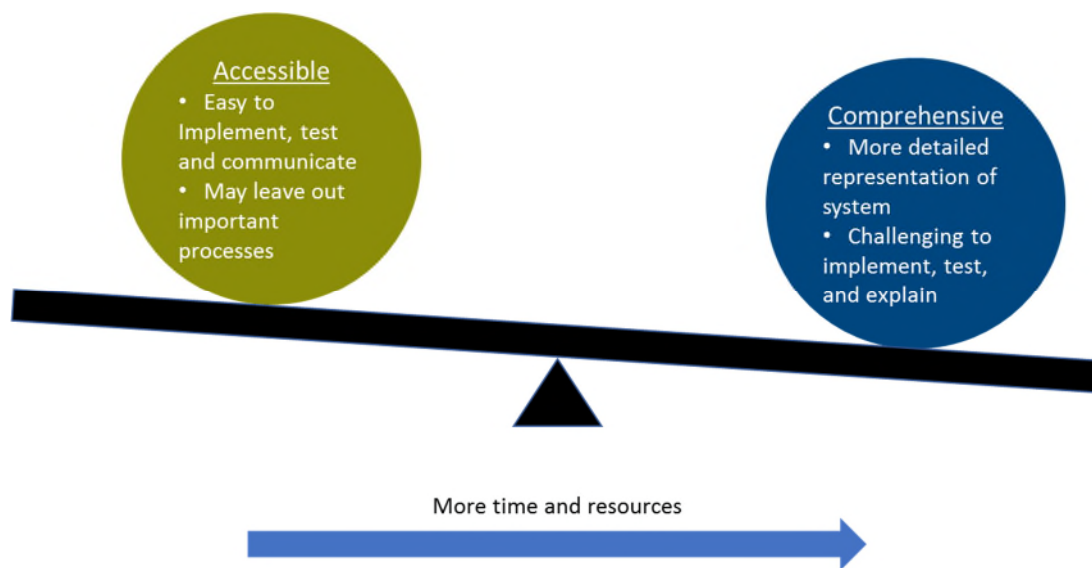 Accessible
• Easy to
Implement, test
and communicate
• May leave out
important
processes
Comprehensive
• More detailed
representation of
system
• Challenging to
implement, test,
and explain
More time and resources